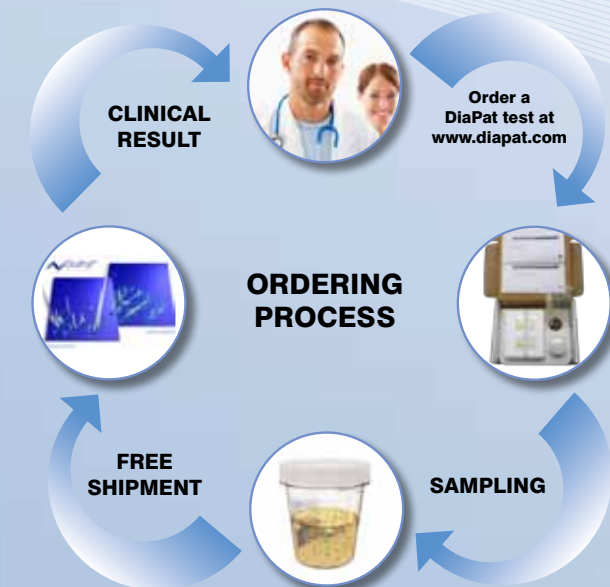 CLINICAL
RESULT
Order a
DiaPat test at
www.diapat.com
ORDERING
PROCESS
FREE
SHIPMENT
SAMPLING